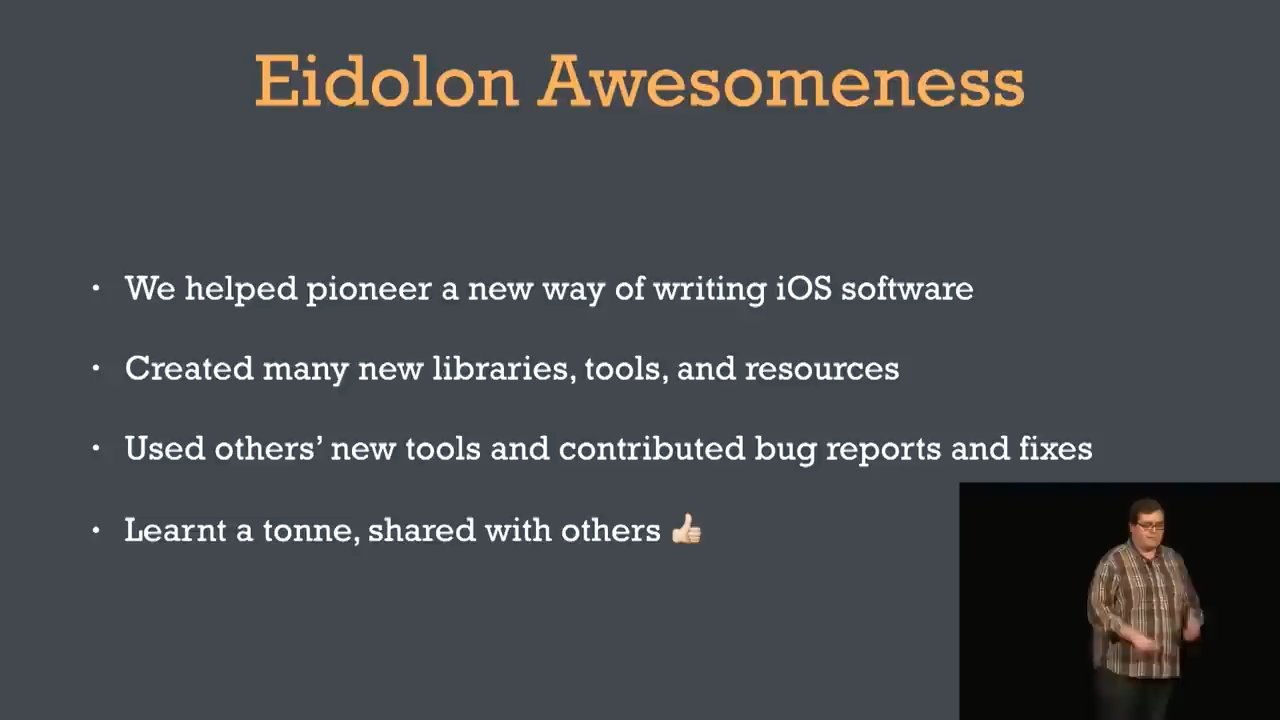 Eidolon Awesomeness
• We helped pioneer a new way of writing iOS software
• Created many new libraries, tools, and resources
• Used others’ new tools and contributed bug reports and fixes
• Learnt a tonne, shared with others 👍🏻